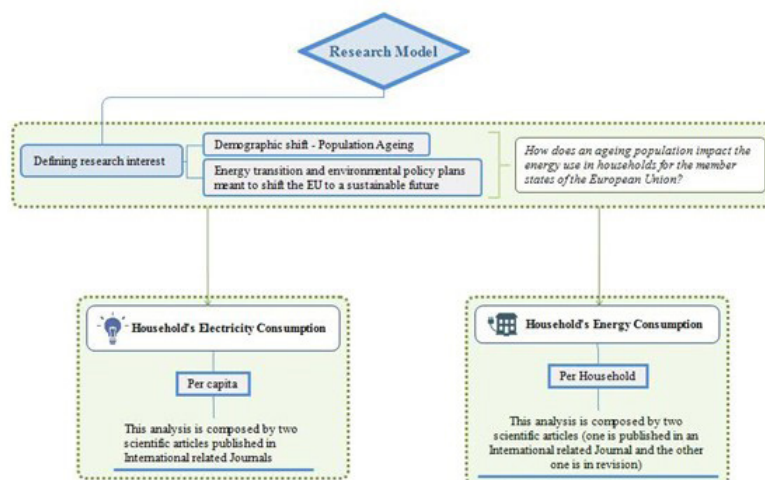 Research Model
Defining research interest
Demographic shift - Population Ageing
Energy transition and environmental policy plans
meant to shift the EU to a sustainable future
How does an ageing population impact the
energy use in households for the member
states of the European Union?
Household's Electricity Consumption
Per capita
This analysis is composed by two
scientific articles published in
International related Journals
Household's Energy Consumption
Per Household
This analysis is composed by two
scientific articles (one is published in an
International related Journal and the other
one is in revision)